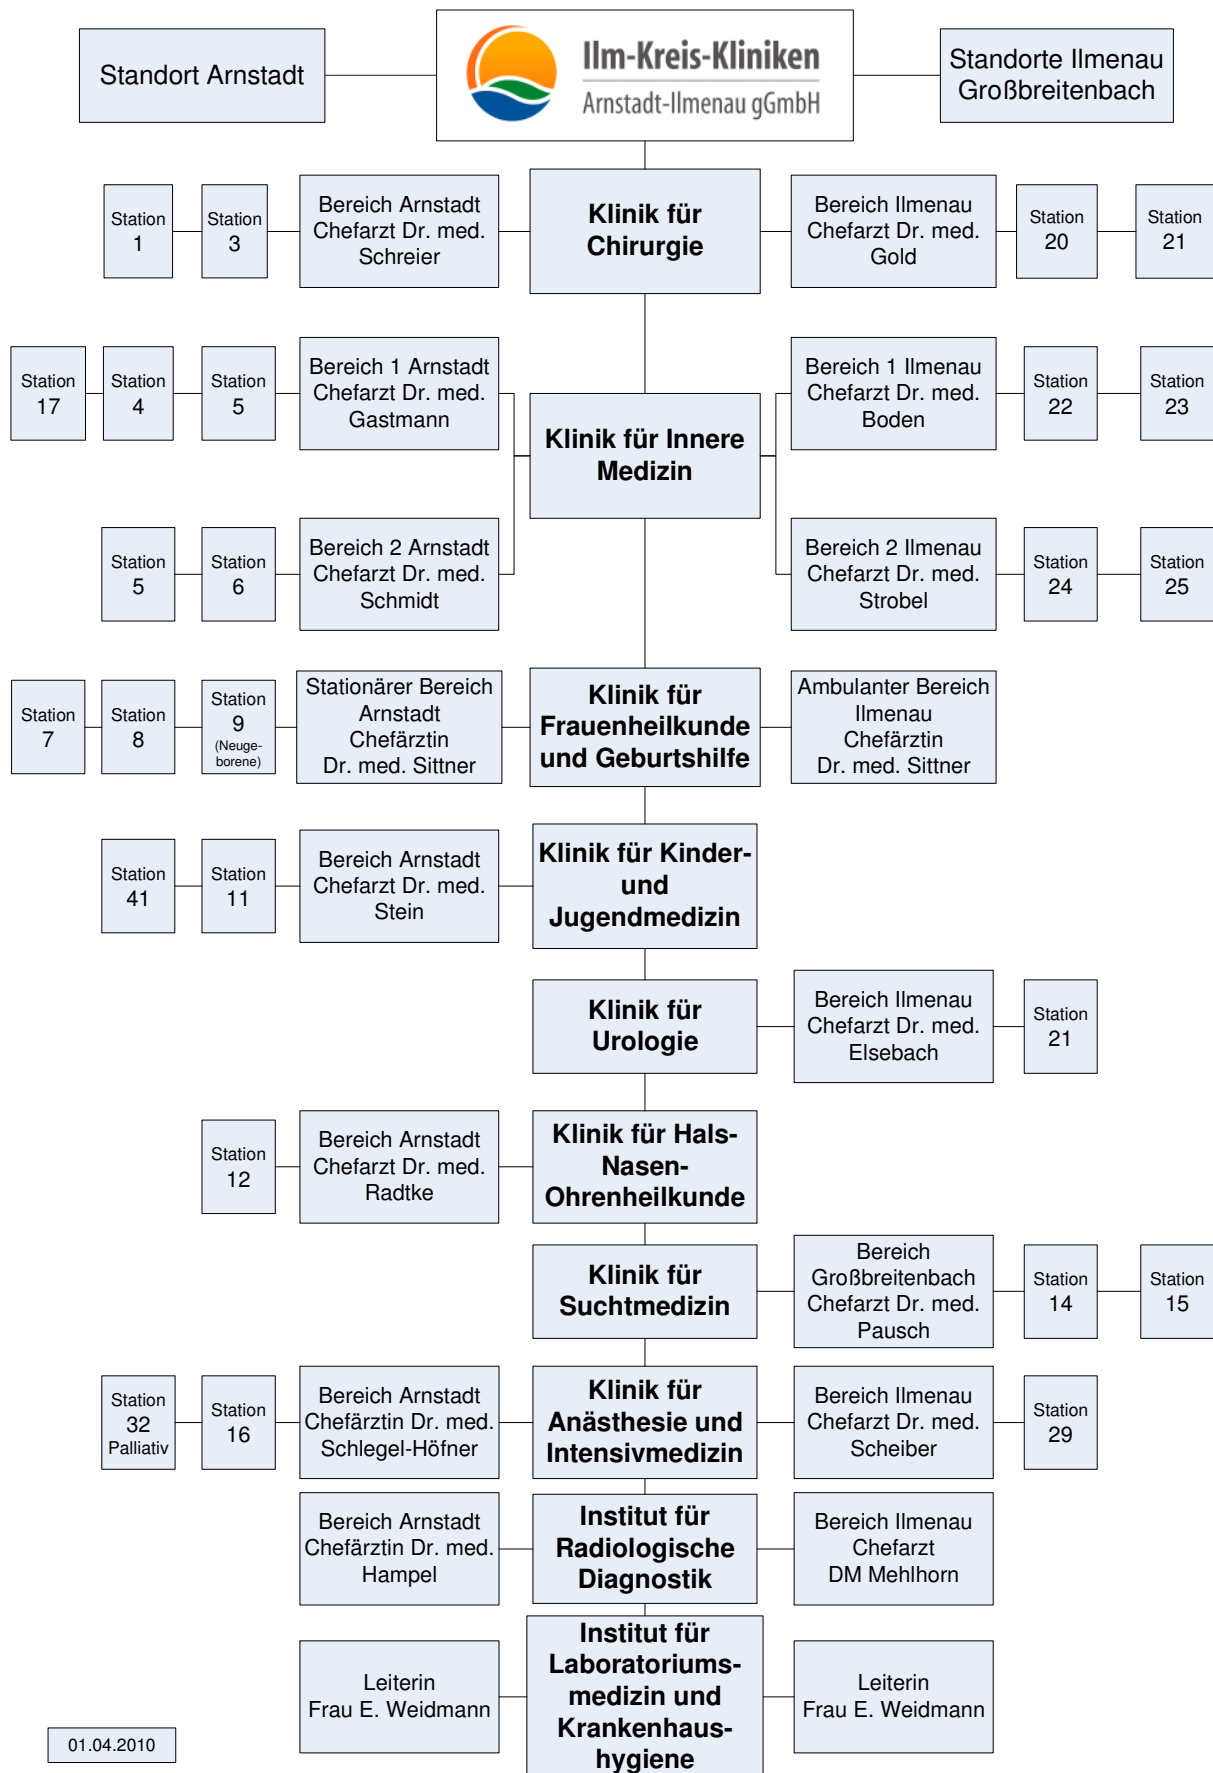 Standort Arnstadt
Ilm-Kreis-Kliniken
Arnstadt-Ilmenau gGmbH
Standorte Ilmenau
Großbreitenbach
Station
1
Station
3
Bereich Arnstadt
Chefarzt Dr. med.
Schreier
Klinik für
Chirurgie
Bereich Ilmenau
Chefarzt Dr. med.
Gold
Station
20
Station
21
Station
17
Station
4
Station
5
Bereich 1 Arnstadt
Chefarzt Dr. med.
Gastmann
Klinik für Innere
Medizin
Bereich 1 Ilmenau
Chefarzt Dr. med.
Boden
Station
22
Station
23
Station
5
Station
6
Bereich 2 Arnstadt
Chefarzt Dr. med.
Schmidt
Bereich 2 Ilmenau
Chefarzt Dr. med.
Strobel
Station
24
Station
25
Station
7
Station
8
Station
9
(Neuge-
borene)
Stationärer Bereich
Arnstadt
Chefärztin
Dr. med. Sittner
Klinik für
Frauenheilkunde
und Geburtshilfe
Ambulanter Bereich
Ilmenau
Chefärztin
Dr. med. Sittner
Station
41
Station
11
Bereich Arnstadt
Chefarzt Dr. med.
Stein
Klinik für Kinder-
und
Jugendmedizin
Klinik für
Urologie
Bereich Ilmenau
Chefarzt Dr. med.
Elsebach
Station
21
Station
12
Bereich Arnstadt
Chefarzt Dr. med.
Radtke
Klinik für Hals-
Nasen-
Ohrenheilkunde
Klinik für
Suchtmedizin
Bereich
Großbreitenbach
Chefarzt Dr. med.
Pausch
Station
14
Station
15
Station
32
Palliativ
Station
16
Bereich Arnstadt
Chefärztin Dr. med.
Schlegel-Höfner
Klinik für
Anästhesie und
Intensivmedizin
Bereich Ilmenau
Chefarzt Dr. med.
Scheiber
Station
29
Bereich Arnstadt
Chefärztin Dr. med.
Hampel
Institut für
Radiologische
Diagnostik
Bereich Ilmenau
Chefarzt
DM Mehlhorn
Leiterin
Frau E. Weidmann
Institut für
Laboratoriums-
medizin und
Krankenhaus-
hygiene
Leiterin
Frau E. Weidmann
01.04.2010